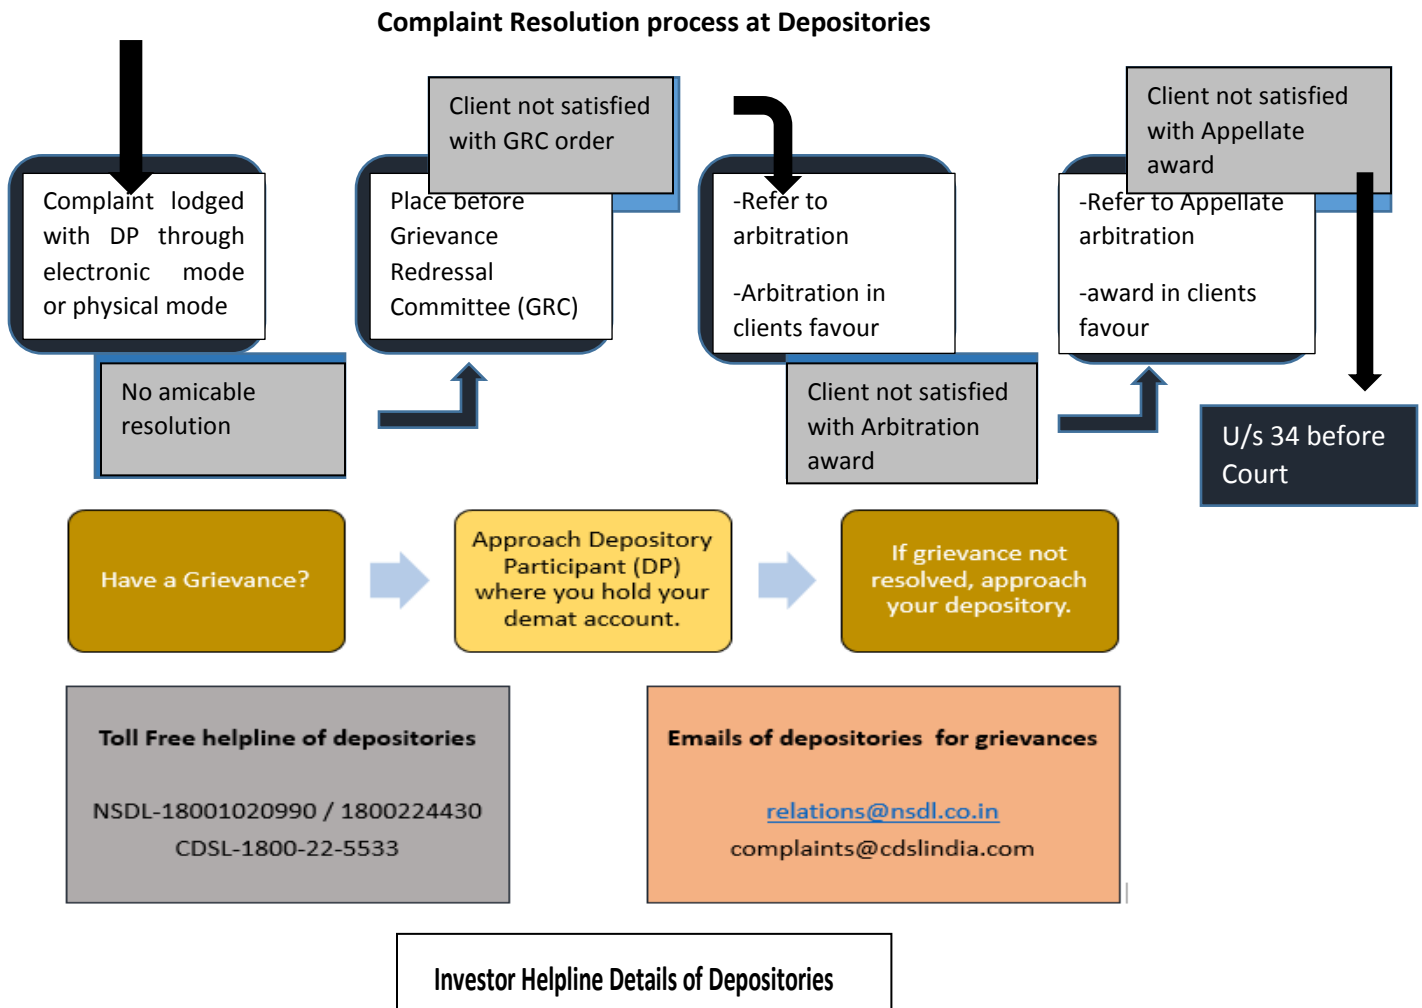 Complaint Resolution process at Depositories
Complaint lodged
with DP through
electronic mode
or physical mode
No amicable
resolution
Place before
Grievance
Redressal
Committee (GRC)
Client not satisfied
with GRC order
-Refer to
arbitration
-Arbitration in
clients favour
Client not satisfied
with Arbitration
award
-Refer to Appellate
arbitration
-award in clients
favour
Client not satisfied
with Appellate
award
U/s 34 before
Court
Have a Grievance?
Approach Depository
Participant (DP)
where you hold your
demat account.
If grievance not
resolved, approach
your depository.
Toll Free helpline of depositories
NSDL-18001020990 / 1800224430
CDSL-1800-22-5533
Emails of depositories for grievances
relations@nsdl.co.in
complaints@cdslindia.com
Investor Helpline Details of Depositories